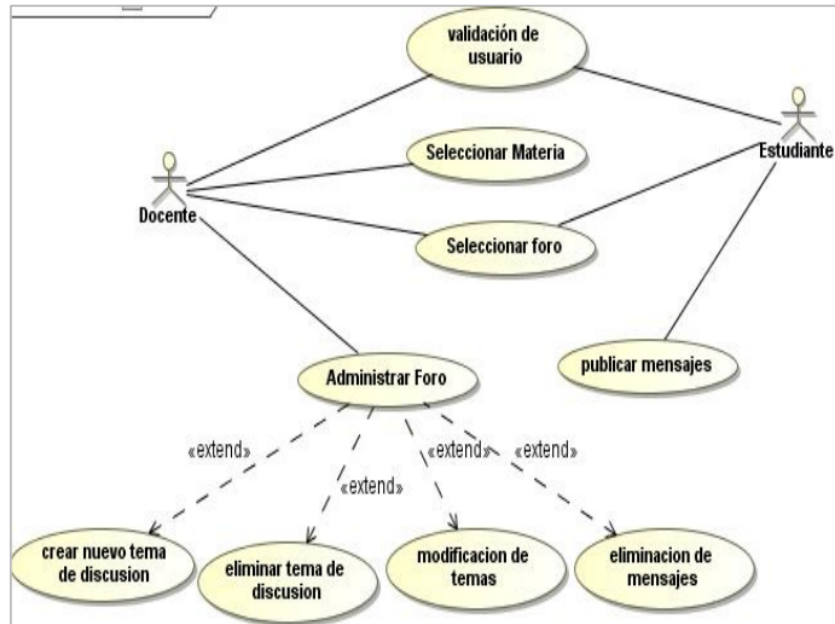 validación de
usuario
Estudiante
Seleccionar Materia
Docente
Seleccionar foro
publicar mensajes
Administrar Foro
«extend»
«extend»
«extend»
«extend»
crear nuevo tema
de discusion
eliminar tema de
discusion
modificacion de
temas
eliminacion de
mensajes